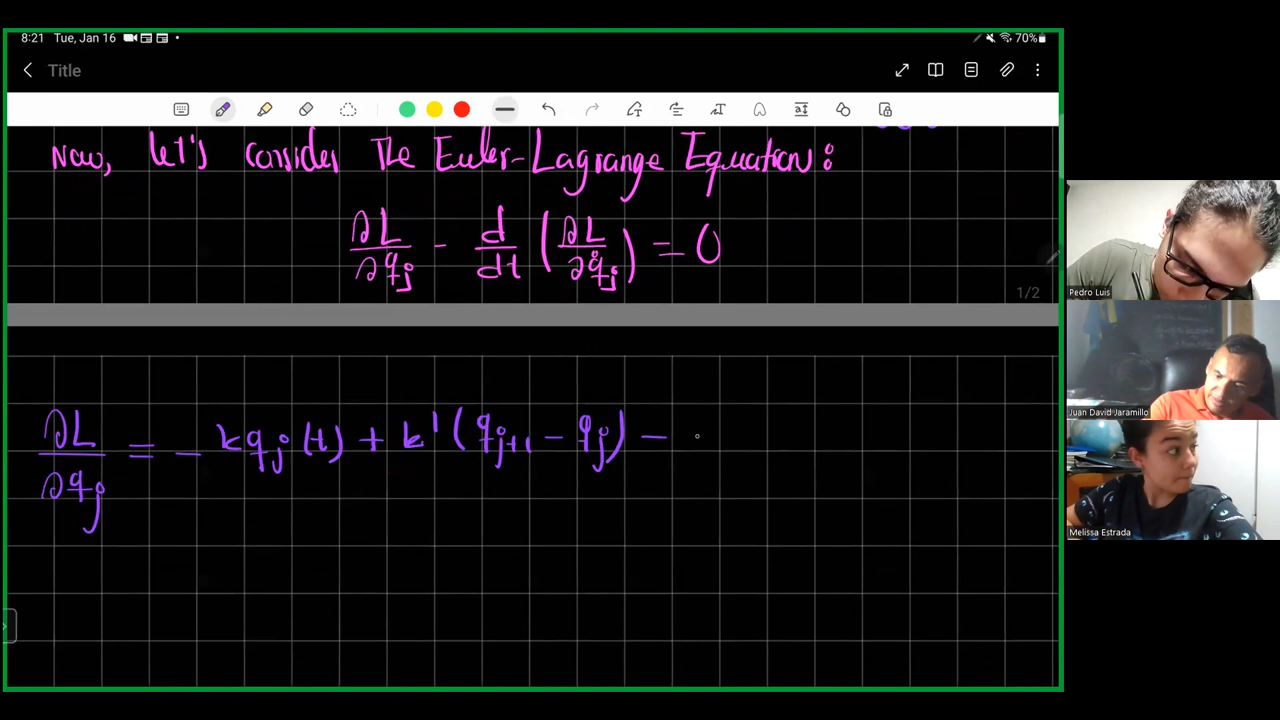 8:21 Tue, Jan 16
70%
Title
Now, let's consider The Euler-Lagrange Equation:
∂L/∂qⱼ - d/dt (∂L/∂q̇ⱼ) = 0
1/2
∂L/∂qⱼ = - kqⱼ(t) + k'(qⱼ₊₁ - qⱼ) -
Pedro Luis
Juan David Jaramillo
Melissa Estrada